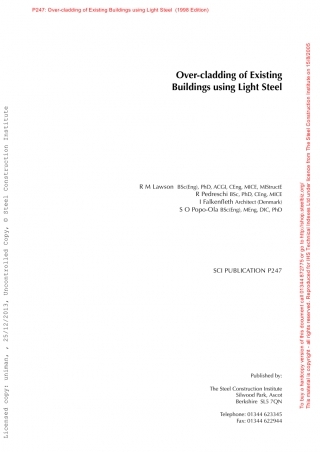 P247: Over-cladding of Existing Buildings using Light Steel (1998 Edition)
Over-cladding of Existing
Buildings using Light Steel
R M Lawson BSc(Eng), PhD, ACGI, CEng, MICE, MIStructE
R Pedreschi BSc, PhD, CEng, MICE
I Falkenfleth Architect (Denmark)
S O Popo-Ola BSc(Eng), MEng, DIC, PhD
SCI PUBLICATION P247
Published by:
The Steel Construction Institute
Silwood Park, Ascot
Berkshire SL5 7QN
Telephone: 01344 623345
Fax: 01344 622944
Licensed copy: uniman, , 25/12/2013, Uncontrolled Copy, © Steel Construction Institute
To buy a hardcopy version of this document call 01344 872775 or go to http://shop.steelbiz.org/
This material is copyright - all rights reserved. Reproduced for IHS Technical Indexes Ltd under licence from The Steel Construction Institute on 15/8/2005